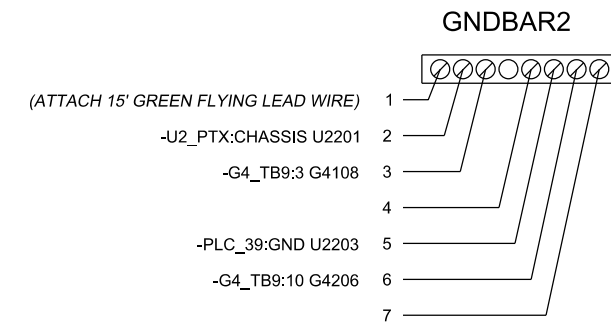 GNDBAR2
(ATTACH 15' GREEN FLYING LEAD WIRE) 1
-U2_PTX:CHASSIS U2201 2
-G4_TB9:3 G4108 3
4
-PLC_39:GND U2203 5
-G4_TB9:10 G4206 6
7